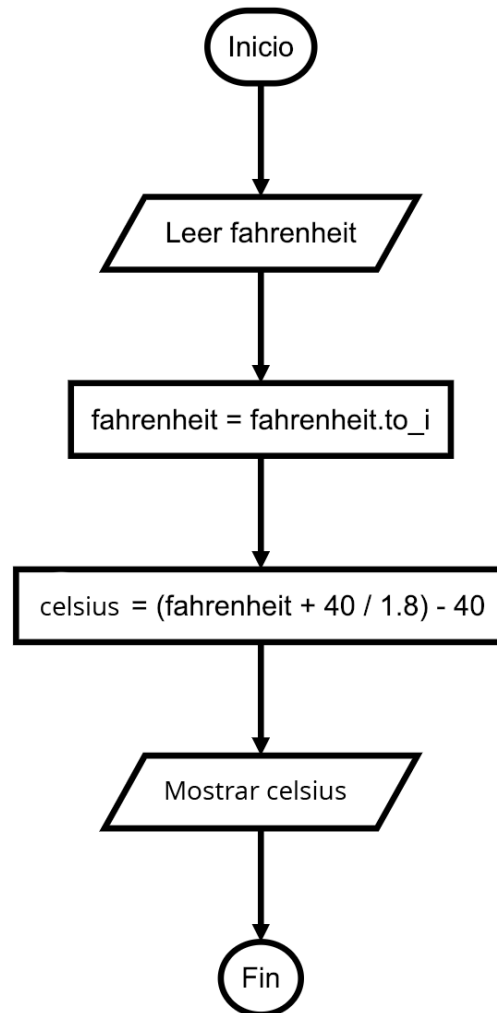 Inicio
Leer fahrenheit
fahrenheit = fahrenheit.to_i
celsius = (fahrenheit + 40 / 1.8) - 40
Mostrar celsius
Fin